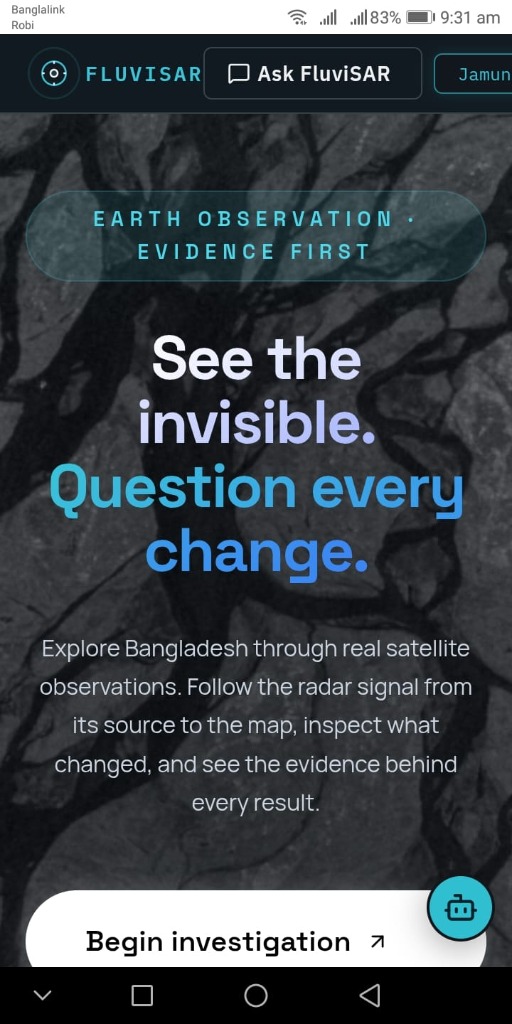 Banglalink
Robi
83% 9:31 am
FLUVISAR
Ask FluviSAR
Jamun
EARTH OBSERVATION ·
EVIDENCE FIRST
See the
invisible.
Question every
change.
Explore Bangladesh through real satellite
observations. Follow the radar signal from
its source to the map, inspect what
changed, and see the evidence behind
every result.
Begin investigation ↗